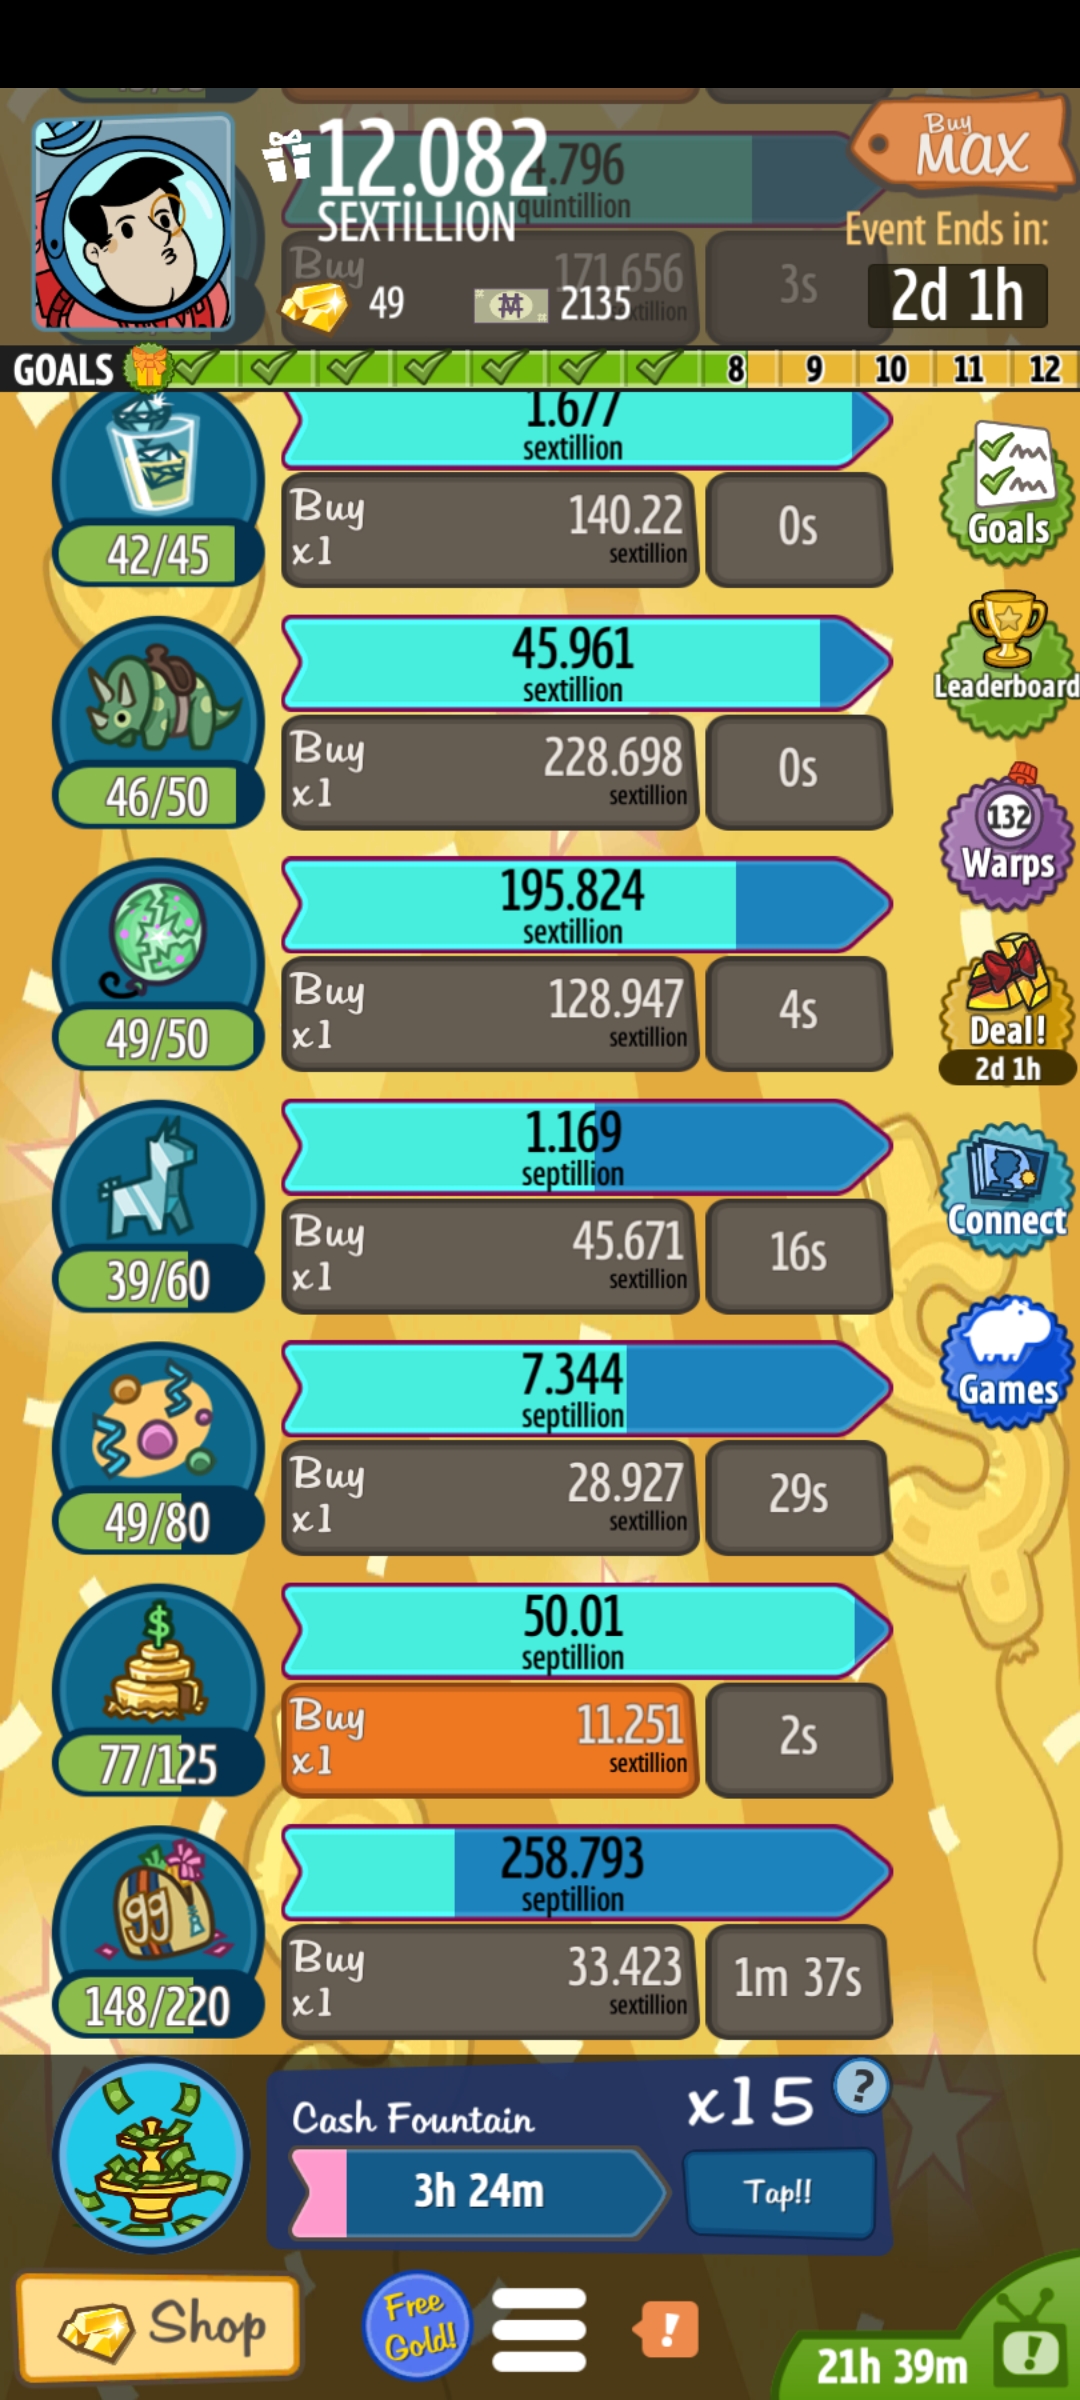 12.082
SEXTILLION
4.796
quintillion
Buy
MAX
Event Ends in:
2d 1h
Buy
171.656
49
2135
3s
GOALS
8 9 10 11 12
1.677
sextillion
42/45
Buy
x1
140.22
sextillion
0s
Goals
45.961
sextillion
46/50
Buy
x1
228.698
sextillion
0s
Leaderboard
195.824
sextillion
49/50
Buy
x1
128.947
sextillion
4s
132
Warps
Deal!
2d 1h
1.169
septillion
39/60
Buy
x1
45.671
sextillion
16s
Connect
7.344
septillion
49/80
Buy
x1
28.927
sextillion
29s
Games
$
50.01
septillion
77/125
Buy
x1
11.251
sextillion
2s
99
258.793
septillion
148/220
Buy
x1
33.423
sextillion
1m 37s
Cash Fountain
x15
?
3h 24m
Tap!!
Shop
Free
Gold!
!
21h 39m
!